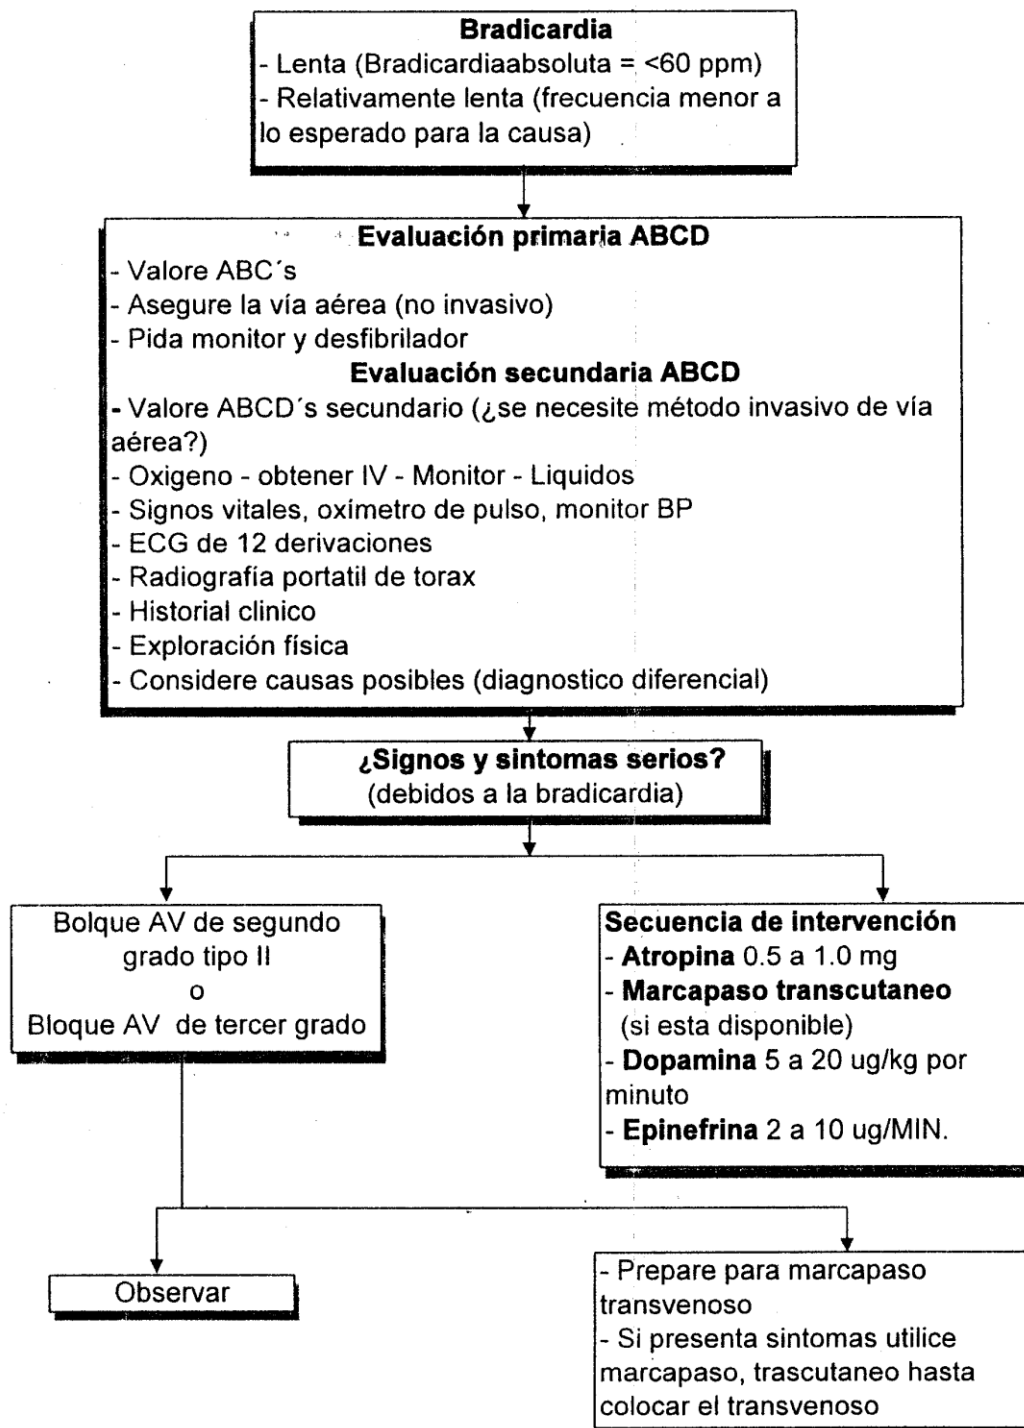 Bradicardia
- Lenta (Bradicardiaabsoluta = <60 ppm)
- Relativamente lenta (frecuencia menor a
lo esperado para la causa)
Evaluación primaria ABCD
- Valore ABC´s
- Asegure la vía aérea (no invasivo)
- Pida monitor y desfibrilador
Evaluación secundaria ABCD
- Valore ABCD´s secundario (¿se necesite método invasivo de vía
aérea?)
- Oxigeno - obtener IV - Monitor - Liquidos
- Signos vitales, oxímetro de pulso, monitor BP
- ECG de 12 derivaciones
- Radiografía portatil de torax
- Historial clinico
- Exploración física
- Considere causas posibles (diagnostico diferencial)
¿Signos y sintomas serios?
(debidos a la bradicardia)
Bolque AV de segundo
grado tipo II
o
Bloque AV de tercer grado
Secuencia de intervención
- Atropina 0.5 a 1.0 mg
- Marcapaso transcutaneo
(si esta disponible)
- Dopamina 5 a 20 ug/kg por
minuto
- Epinefrina 2 a 10 ug/MIN.
Observar
- Prepare para marcapaso
transvenoso
- Si presenta sintomas utilice
marcapaso, trascutaneo hasta
colocar el transvenoso